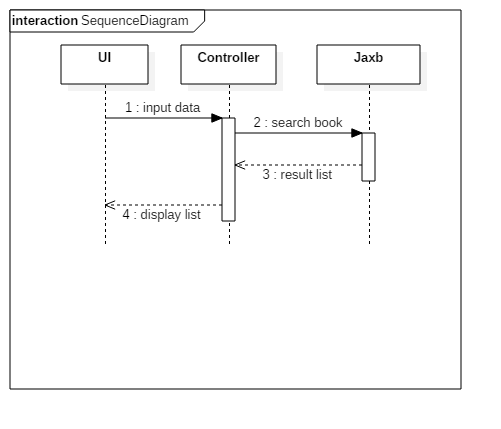 interaction SequenceDiagram
UI
Controller
Jaxb
1 : input data
2 : search book
3 : result list
4 : display list